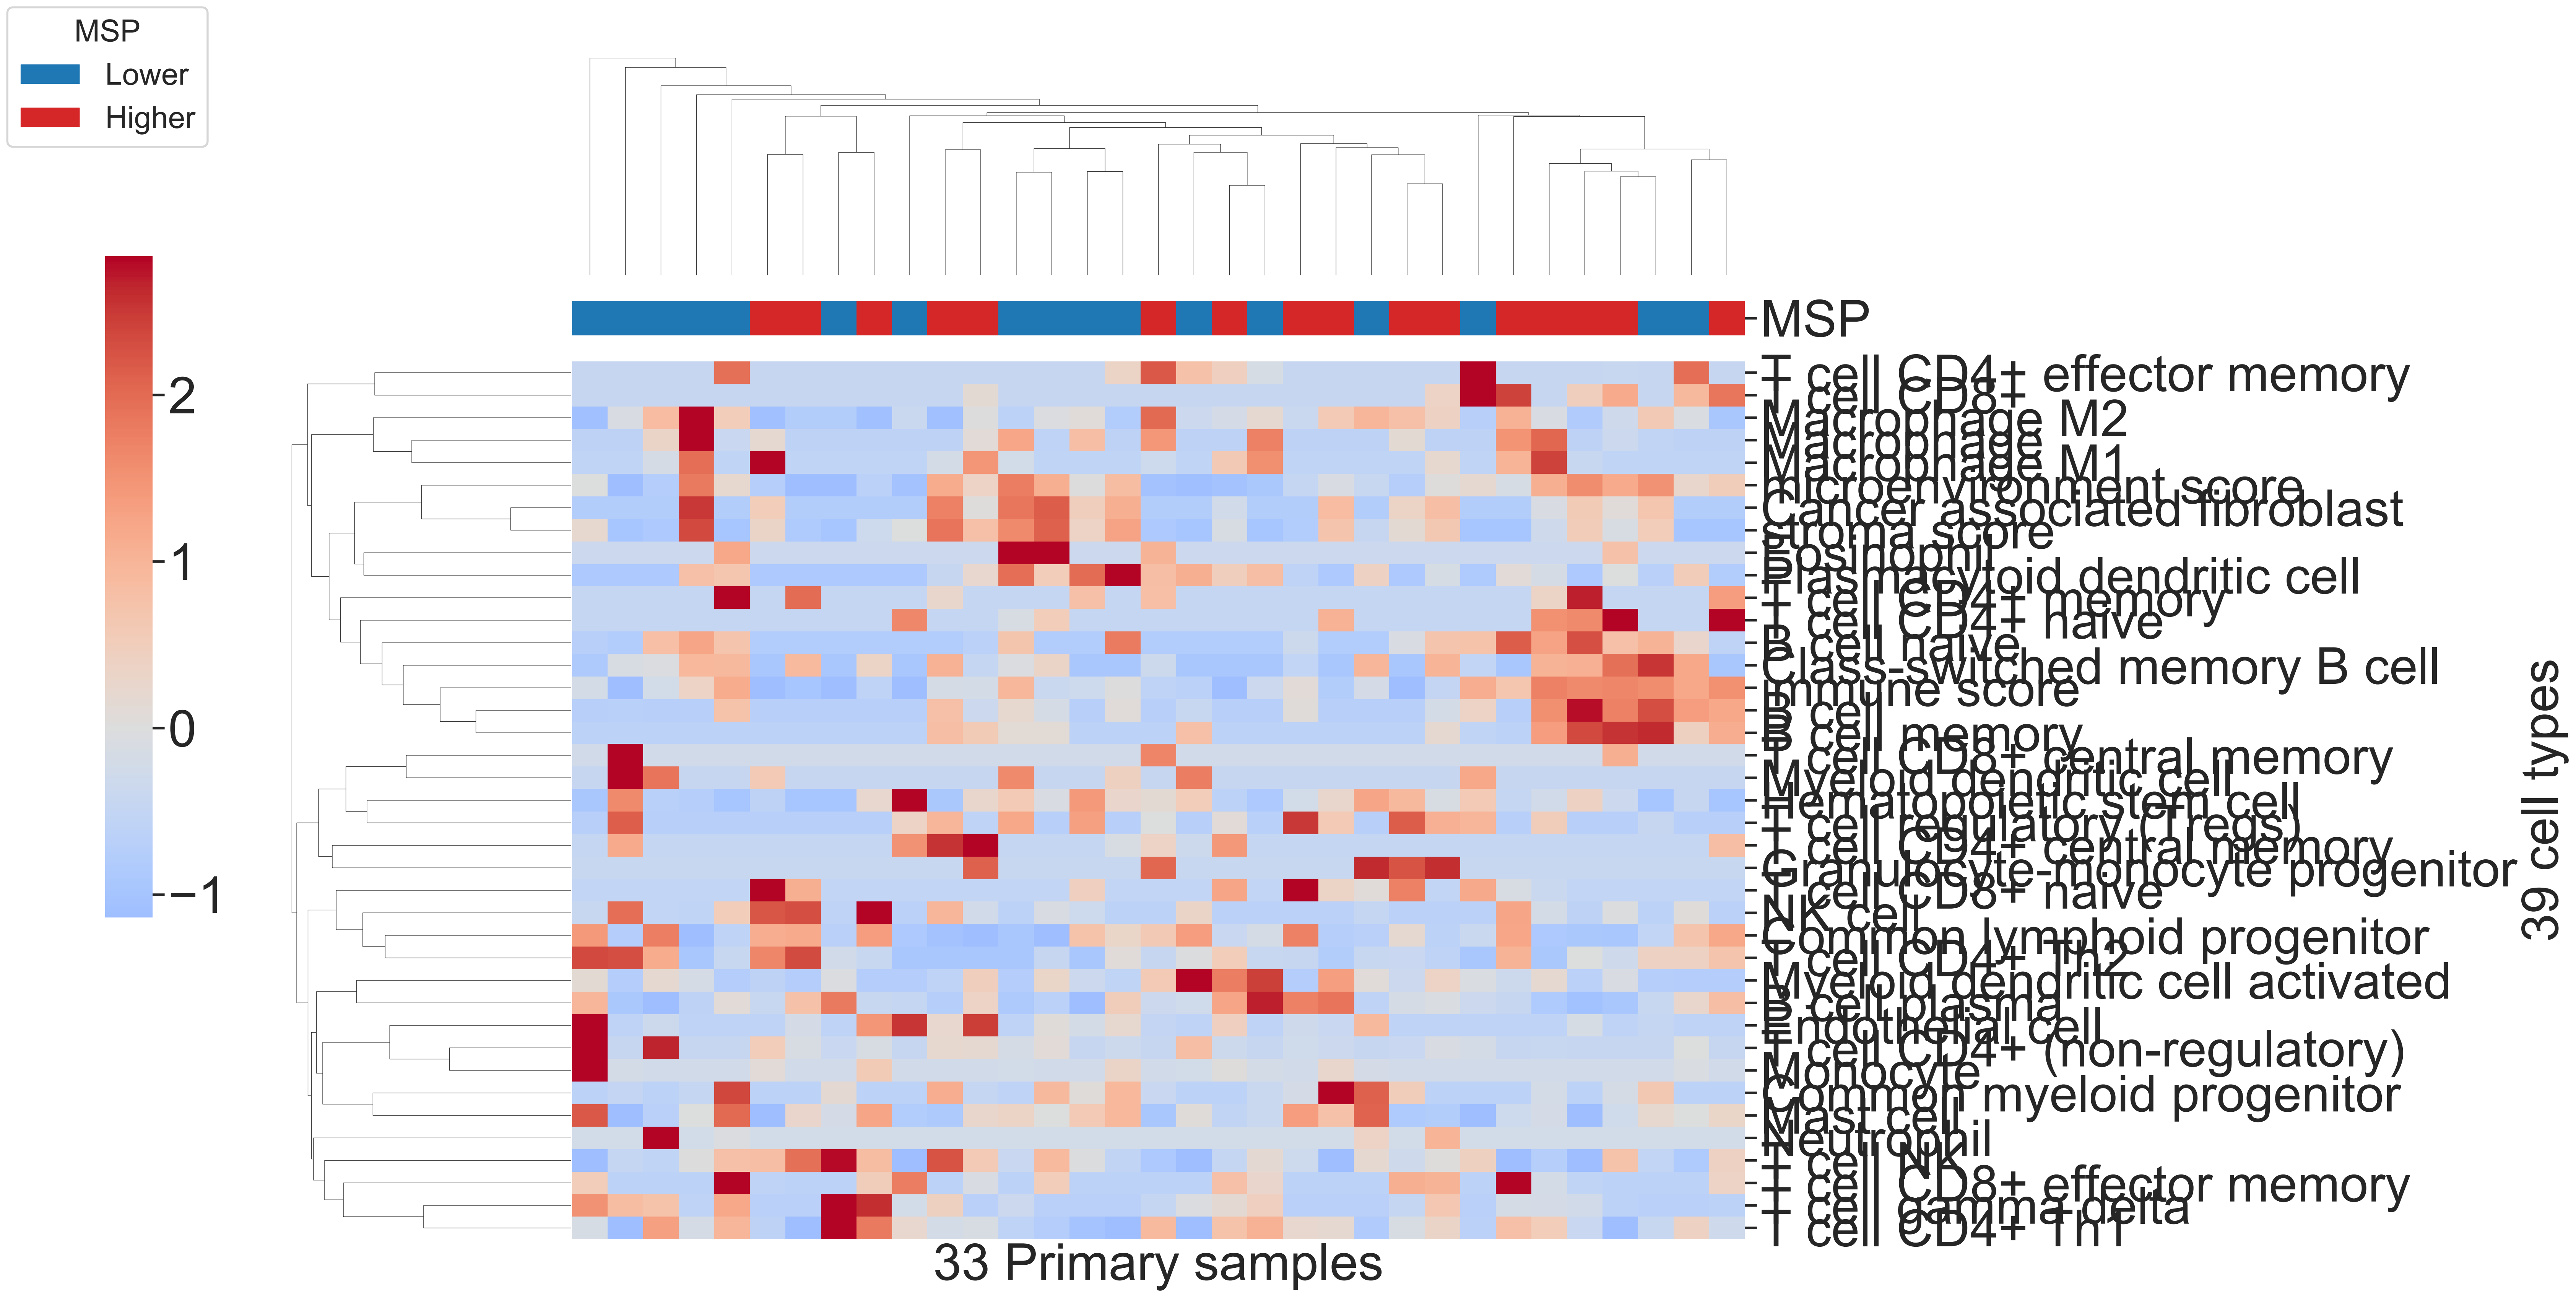 MSP
Lower
Higher
2
1
0
−1
MSP
T cell CD4+ effector memory
T cell CD8+
Macrophage M2
Macrophage
Macrophage M1
microenvironment score
Cancer associated fibroblast
stroma score
Eosinophil
Plasmacytoid dendritic cell
T cell CD4+ memory
T cell CD4+ naive
B cell naive
Class-switched memory B cell
immune score
B cell
B cell memory
T cell CD8+ central memory
Myeloid dendritic cell
Hematopoietic stem cell
T cell regulatory (Tregs)
T cell CD4+ central memory
Granulocyte-monocyte progenitor
T cell CD8+ naive
NK cell
Common lymphoid progenitor
T cell CD4+ Th2
Myeloid dendritic cell activated
B cell plasma
Endothelial cell
T cell CD4+ (non-regulatory)
Monocyte
Common myeloid progenitor
Mast cell
Neutrophil
T cell NK
T cell CD8+ effector memory
T cell gamma delta
T cell CD4+ Th1
39 cell types
33 Primary samples